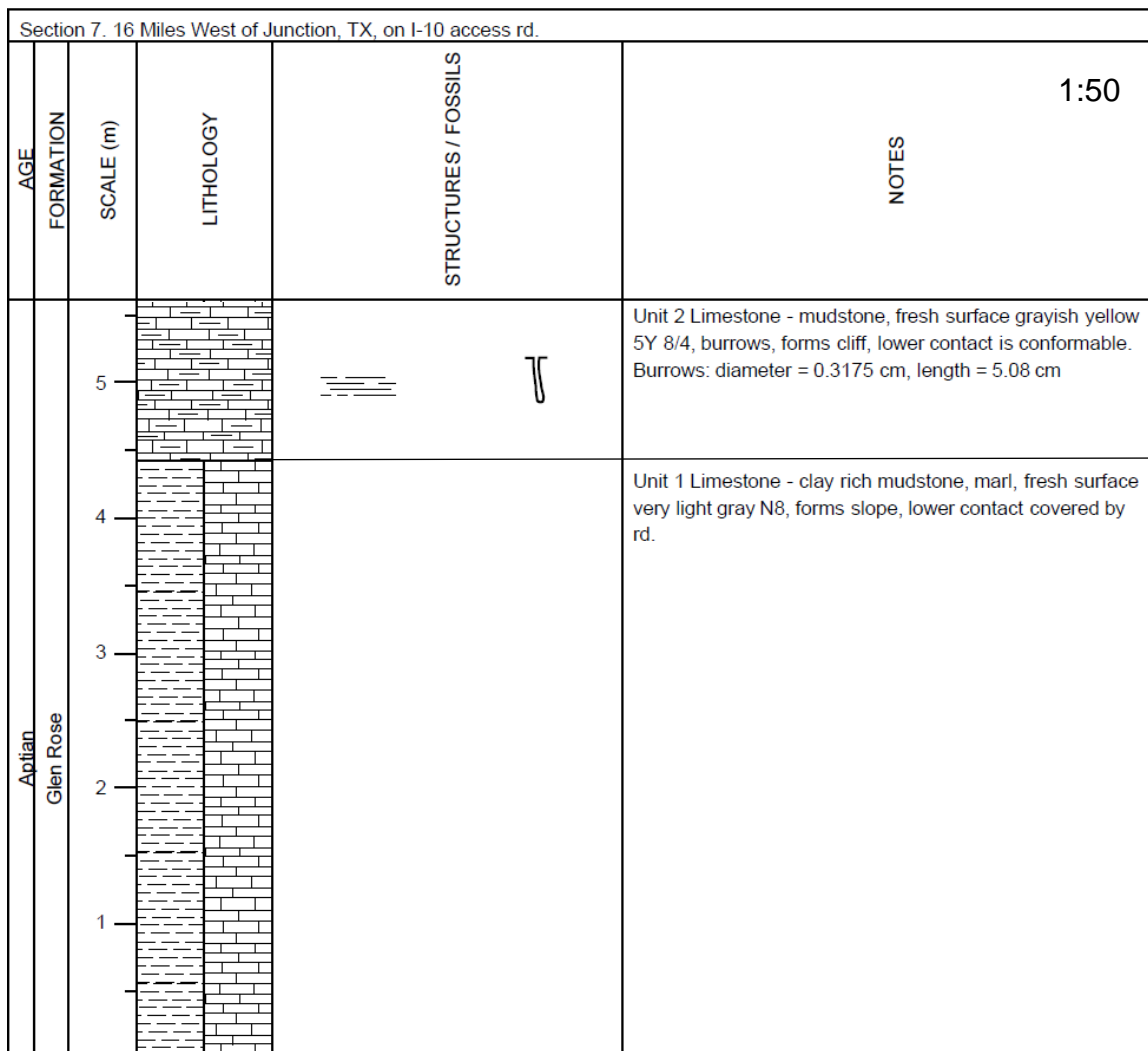 Section 7. 16 Miles West of Junction, TX, on I-10 access rd.
AGE
FORMATION
SCALE (m)
LITHOLOGY
STRUCTURES / FOSSILS
NOTES
1:50
Unit 2 Limestone - mudstone, fresh surface grayish yellow
5Y 8/4, burrows, forms cliff, lower contact is conformable.
Burrows: diameter = 0.3175 cm, length = 5.08 cm
5
Unit 1 Limestone - clay rich mudstone, marl, fresh surface
very light gray N8, forms slope, lower contact covered by
rd.
4
3
2
1
Aptian
Glen Rose